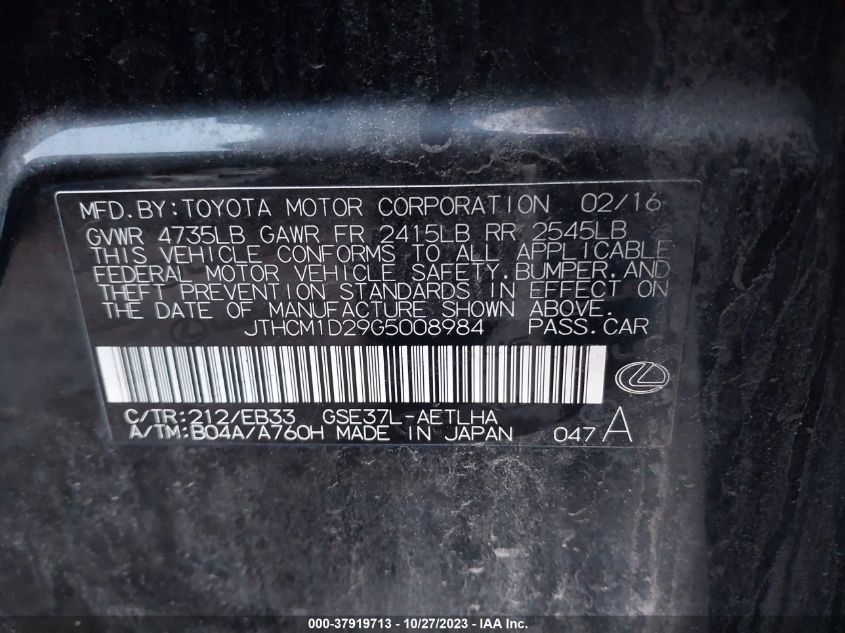 MFD.BY:TOYOTA MOTOR CORPORATION 02/16
GVWR 4735LB GAWR FR 2415LB RR 2545LB
THIS VEHICLE CONFORMS TO ALL APPLICABLE
FEDERAL MOTOR VEHICLE SAFETY,BUMPER,AND
THEFT PREVENTION STANDARDS IN EFFECT ON
THE DATE OF MANUFACTURE SHOWN ABOVE.
JTHCM1D29G5008984 PASS.CAR
C/TR:212/EB33 GSE37L-AETLHA
A/TM:B04A/A760H MADE IN JAPAN 047A
000-37919713 - 10/27/2023 - IAA Inc.